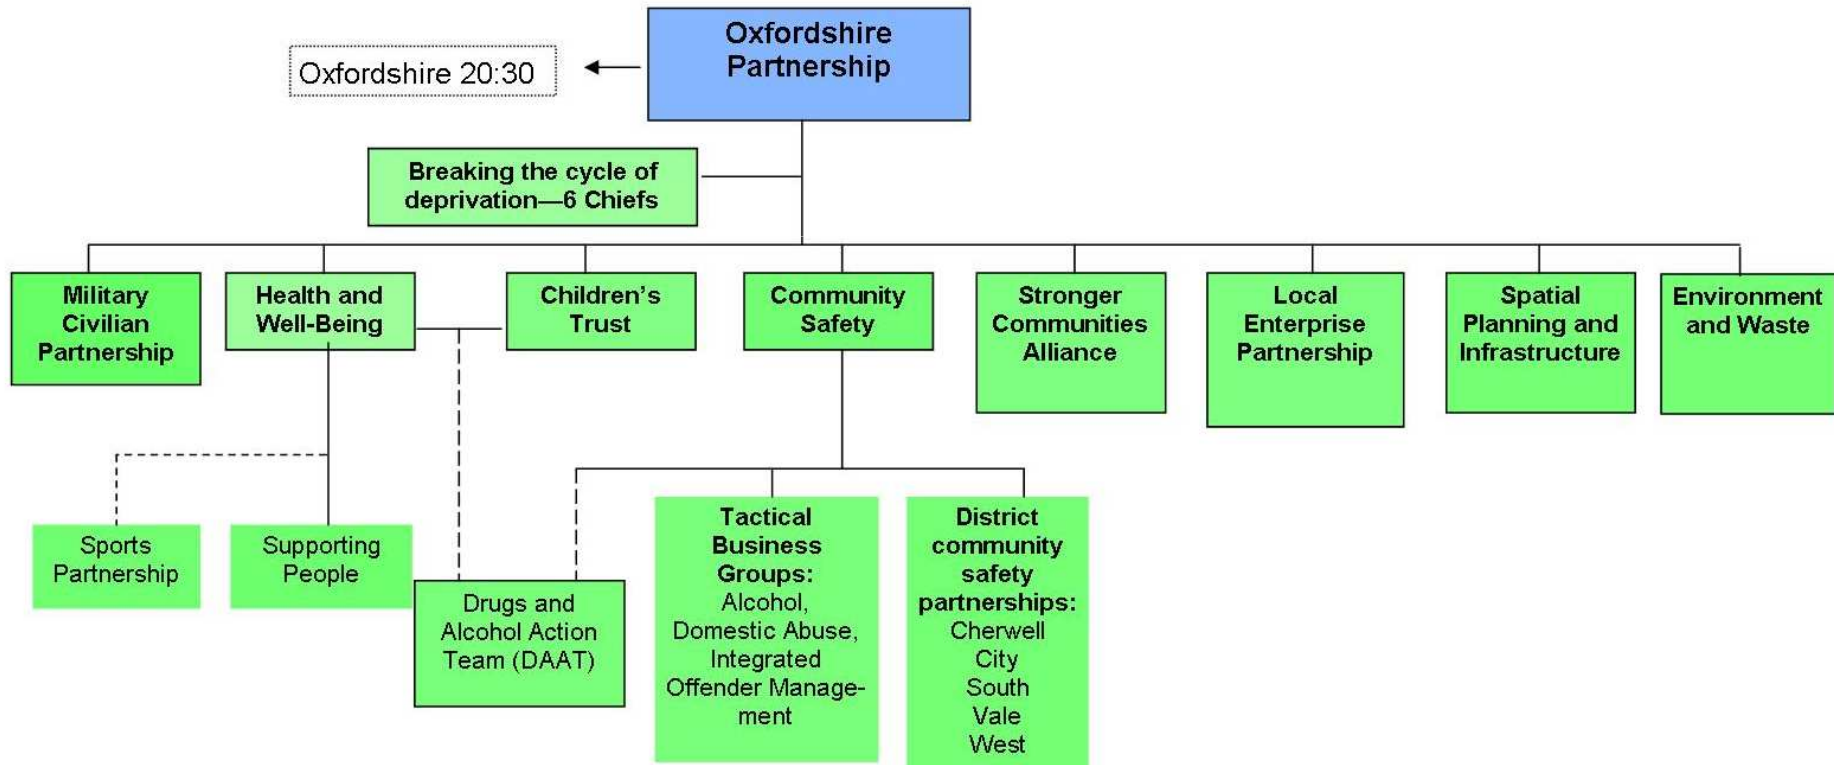 Oxfordshire
Partnership
Oxfordshire 20:30
Breaking the cycle of
deprivation—6 Chiefs
Military
Civilian
Partnership
Health and
Well-Being
Children’s
Trust
Community
Safety
Stronger
Communities
Alliance
Local
Enterprise
Partnership
Spatial
Planning and
Infrastructure
Environment
and Waste
Sports
Partnership
Supporting
People
Drugs and
Alcohol Action
Team (DAAT)
Tactical
Business
Groups:
Alcohol,
Domestic Abuse,
Integrated
Offender Manage-
ment
District
community
safety
partnerships:
Cherwell
City
South
Vale
West